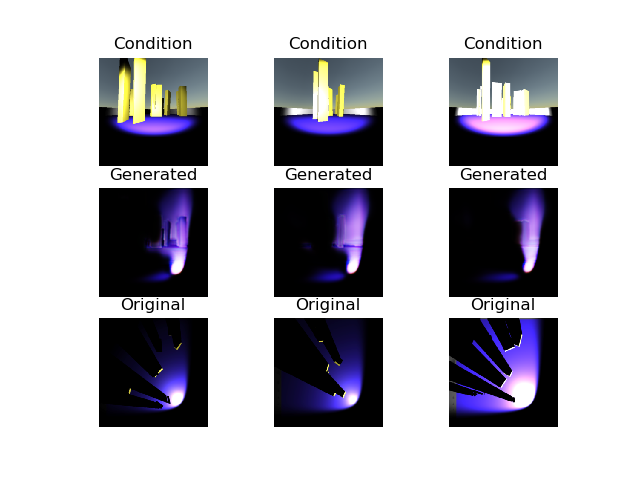 Condition
Condition
Condition
Generated
Generated
Generated
Original
Original
Original